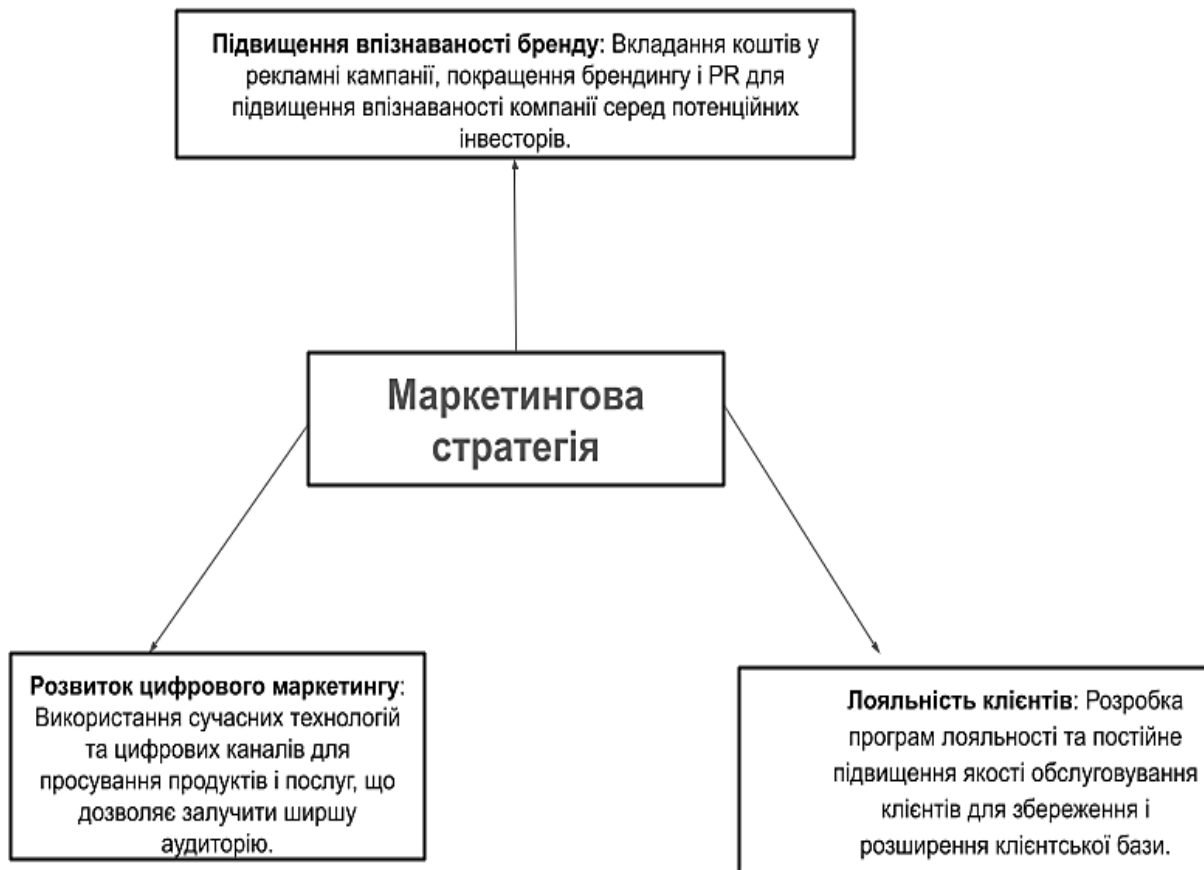 Підвищення впізнаваності бренду: Вкладання коштів у
рекламні кампанії, покращення брендингу і PR для
підвищення впізнаваності компанії серед потенційних
інвесторів.
Маркетингова
стратегія
Розвиток цифрового маркетингу:
Використання сучасних технологій
та цифрових каналів для
просування продуктів і послуг, що
дозволяє залучити ширшу
аудиторію.
Лояльність клієнтів: Розробка
програм лояльності та постійне
підвищення якості обслуговування
клієнтів для збереження і
розширення клієнтської бази.